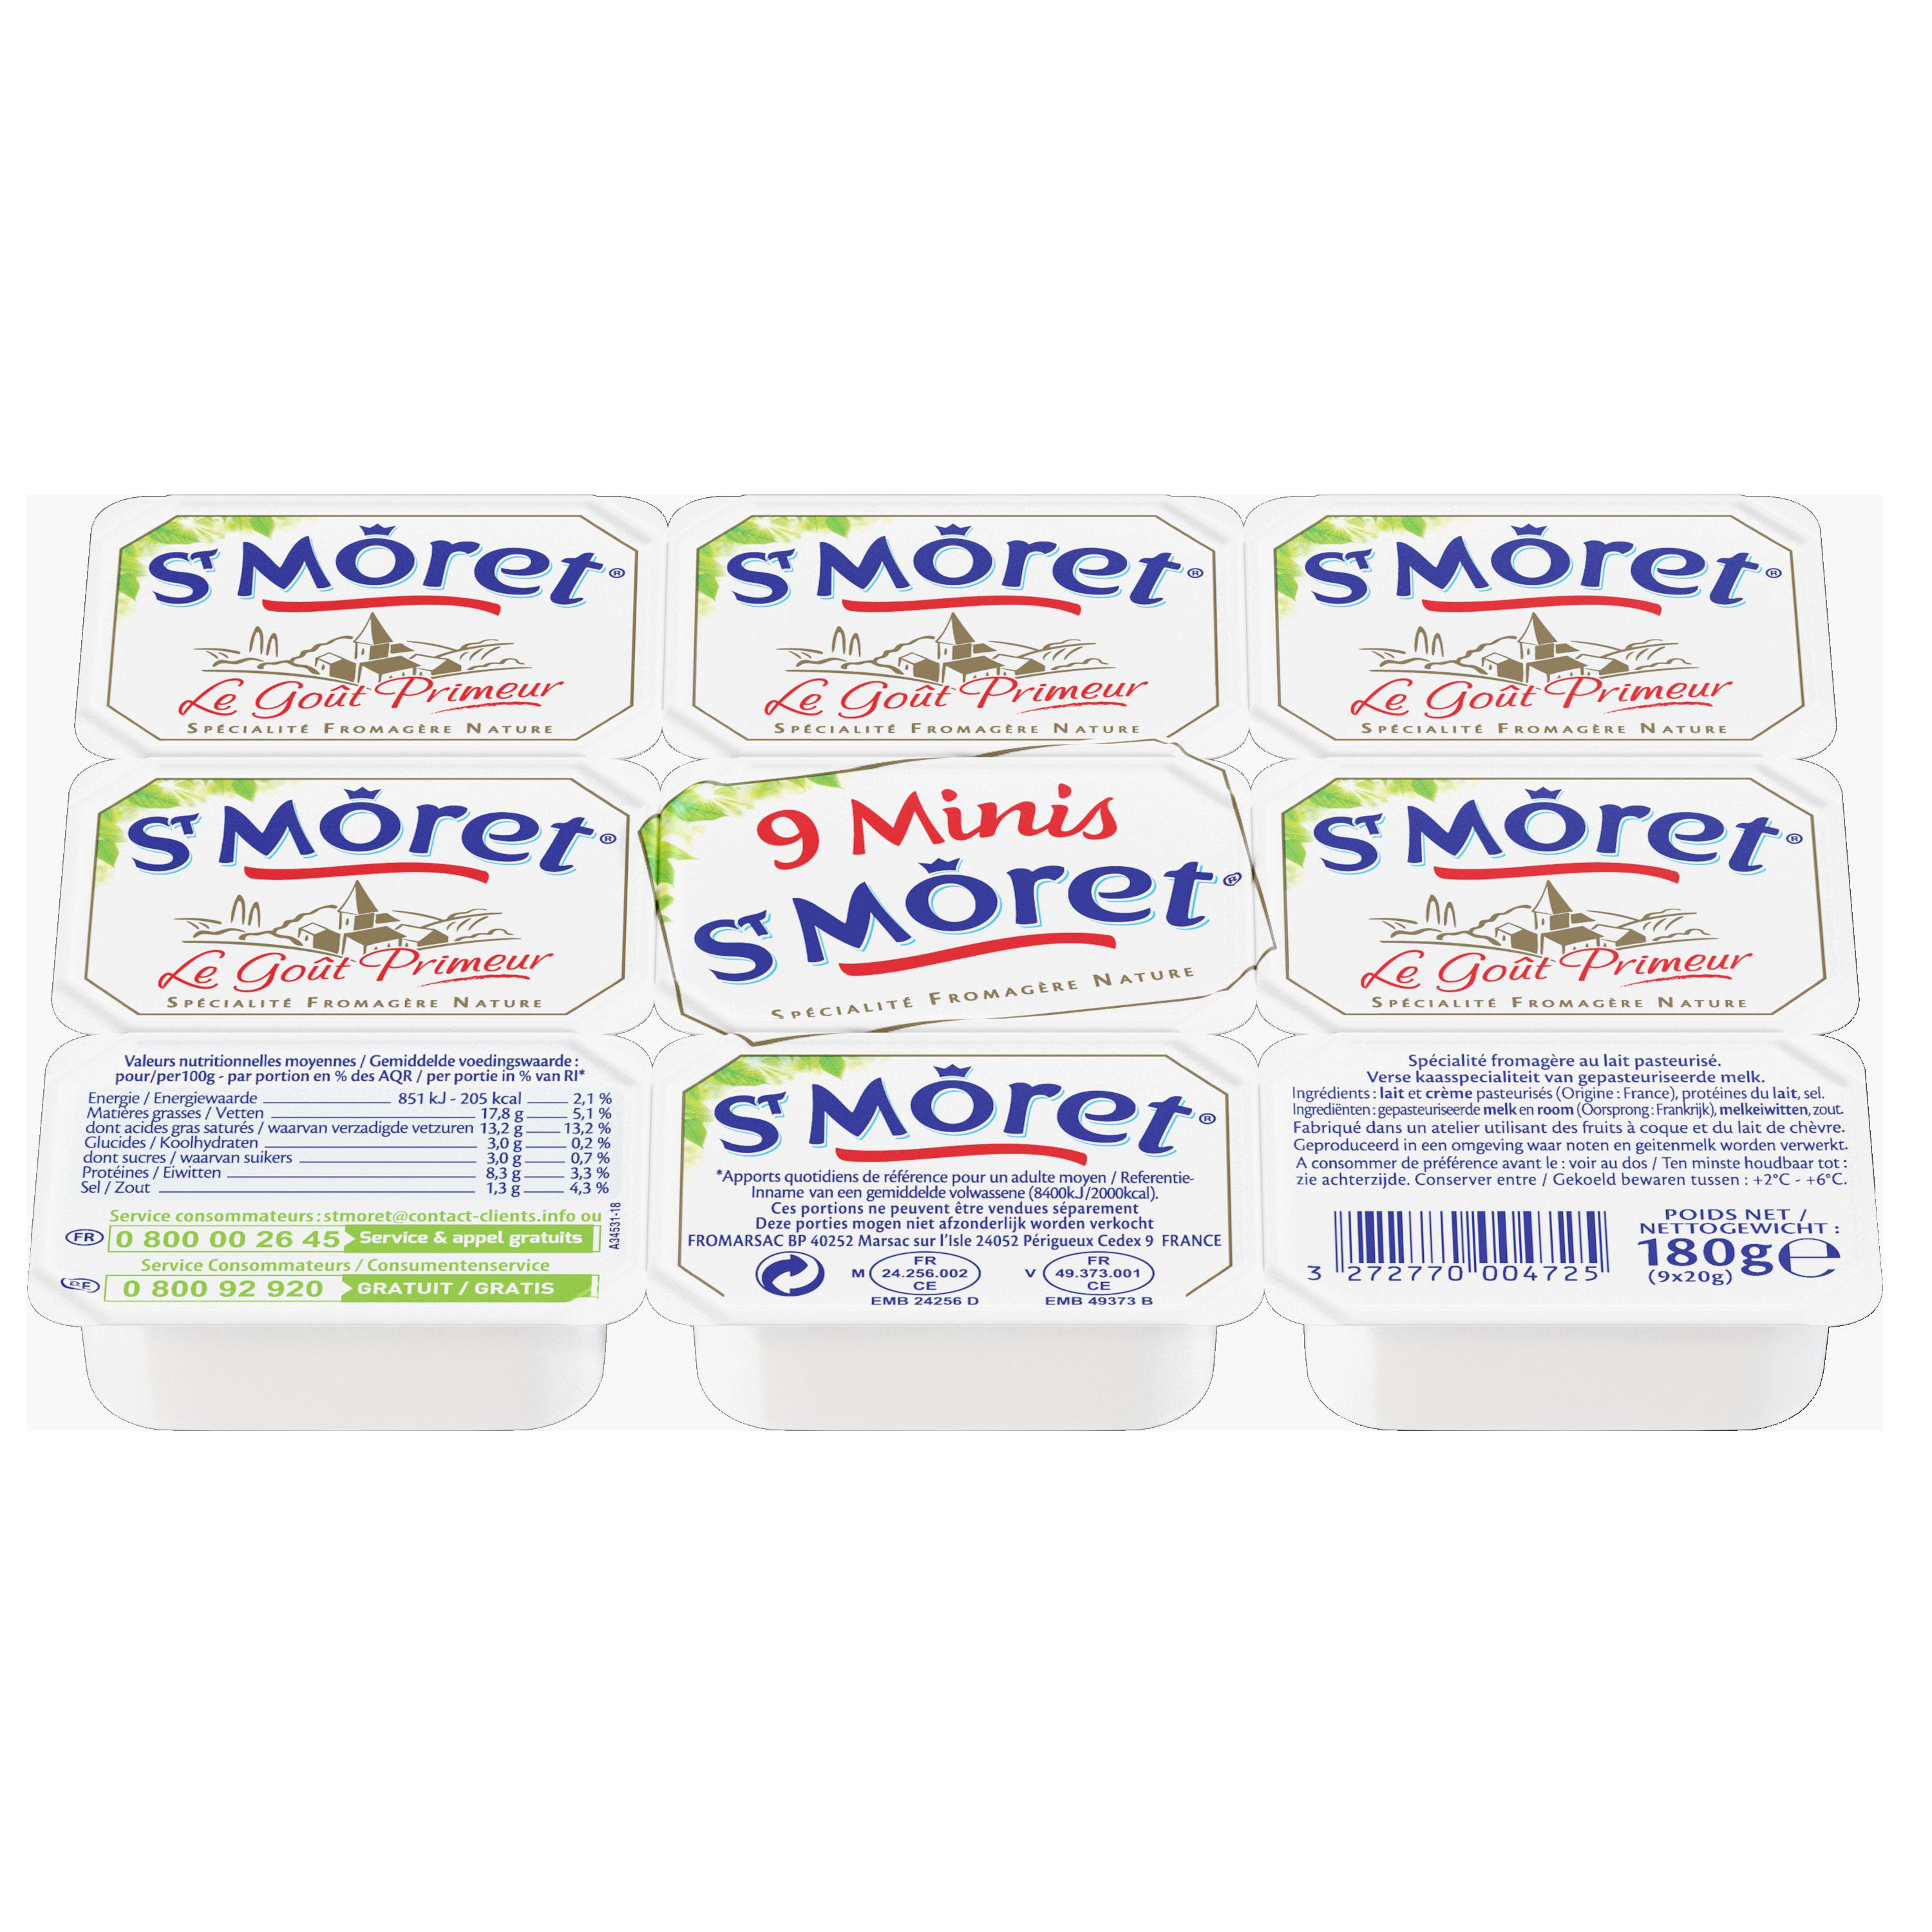 St Môret®
Le Goût Primeur
SPÉCIALITÉ FROMAGÈRE NATURE
St Môret®
Le Goût Primeur
SPÉCIALITÉ FROMAGÈRE NATURE
St Môret®
Le Goût Primeur
SPÉCIALITÉ FROMAGÈRE NATURE
St Môret®
Le Goût Primeur
SPÉCIALITÉ FROMAGÈRE NATURE
9 Minis
St Môret®
SPÉCIALITÉ FROMAGÈRE NATURE
St Môret®
Le Goût Primeur
SPÉCIALITÉ FROMAGÈRE NATURE
Valeurs nutritionnelles moyennes / Gemiddelde voedingswaarde :
pour/per100g - par portion en % des AQR / per portie in % van RI*
Energie / Energiewaarde 851 kJ - 205 kcal 2,1 %
Matières grasses / Vetten 17,8 g 5,1 %
dont acides gras saturés / waarvan verzadigde vetzuren 13,2 g 13,2 %
Glucides / Koolhydraten 3,0 g 0,2 %
dont sucres / waarvan suikers 3,0 g 0,7 %
Protéines / Eiwitten 8,3 g 3,3 %
Sel / Zout 1,3 g 4,3 %
Service consommateurs : stmoret@contact-clients.info ou
FR 0 800 00 26 45 Service & appel gratuits
Service Consommateurs / Consumentenservice
BE 0 800 92 920 GRATUIT / GRATIS
A34531-18
St Môret®
*Apports quotidiens de référence pour un adulte moyen / Referentie-
Inname van een gemiddelde volwassene (8400kJ/2000kcal).
Ces portions ne peuvent être vendues séparement
Deze porties mogen niet afzonderlijk worden verkocht
FROMARSAC BP 40252 Marsac sur l'Isle 24052 Périgueux Cedex 9 FRANCE
M FR 24.256.002 CE
EMB 24256 D
V FR 49.373.001 CE
EMB 49373 B
Spécialité fromagère au lait pasteurisé.
Verse kaasspecialiteit van gepasteuriseerde melk.
Ingrédients : lait et crème pasteurisés (Origine : France), protéines du lait, sel.
Ingrediënten : gepasteuriseerde melk en room (Oorsprong : Frankrijk), melkeiwitten, zout.
Fabriqué dans un atelier utilisant des fruits à coque et du lait de chèvre.
Geproduceerd in een omgeving waar noten en geitenmelk worden verwerkt.
A consommer de préférence avant le : voir au dos / Ten minste houdbaar tot :
zie achterzijde. Conserver entre / Gekoeld bewaren tussen : +2°C - +6°C.
3 272770 004725
POIDS NET /
NETTOGEWICHT :
180g e
(9x20g)